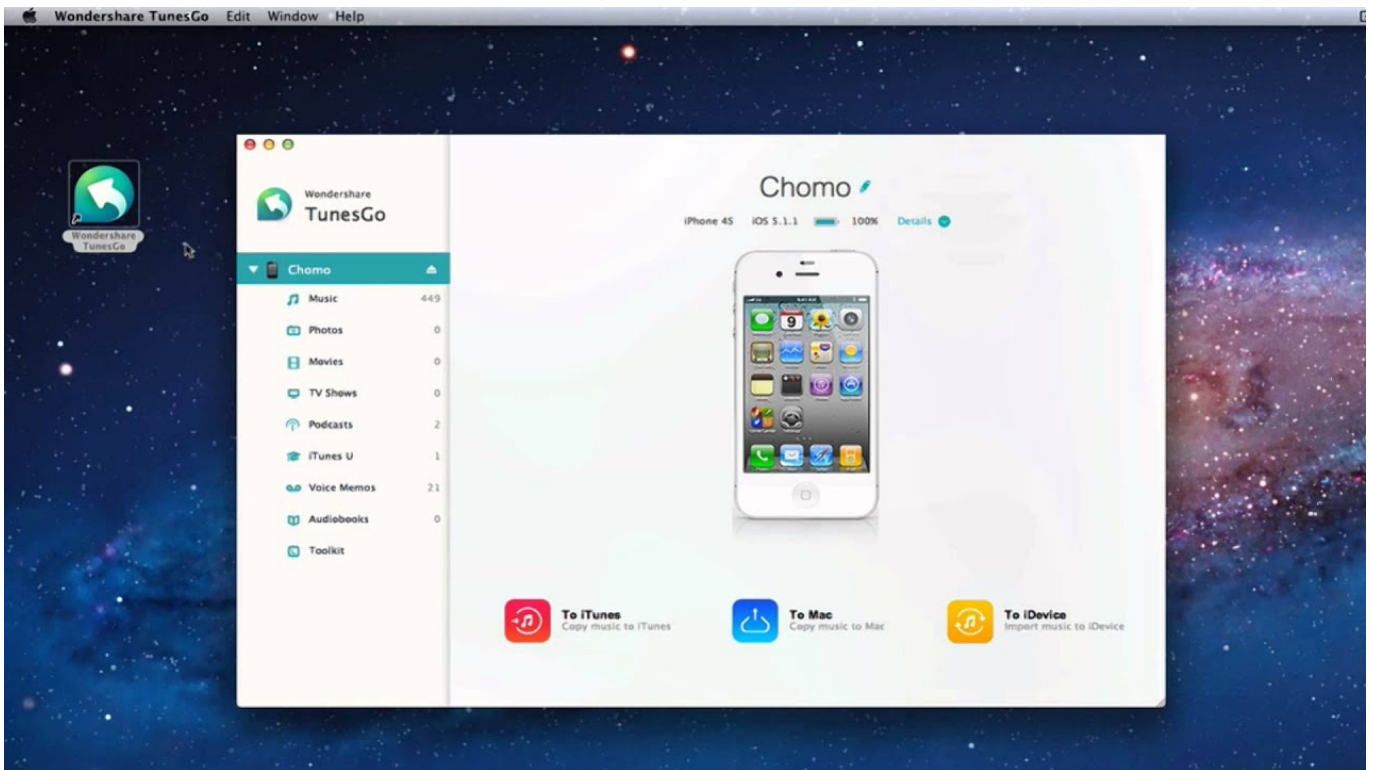 Wondershare TunesGo Edit Window Help
Wondershare
TunesGo
Wondershare
TunesGo
Chomo
Music 449
Photos 0
Movies 0
TV Shows 0
Podcasts 2
iTunes U 1
Voice Memos 21
Audiobooks 0
Toolkit
Chomo
iPhone 4S iOS 5.1.1 100% Details
9
To iTunes
Copy music to iTunes
To Mac
Copy music to Mac
To iDevice
Import music to iDevice